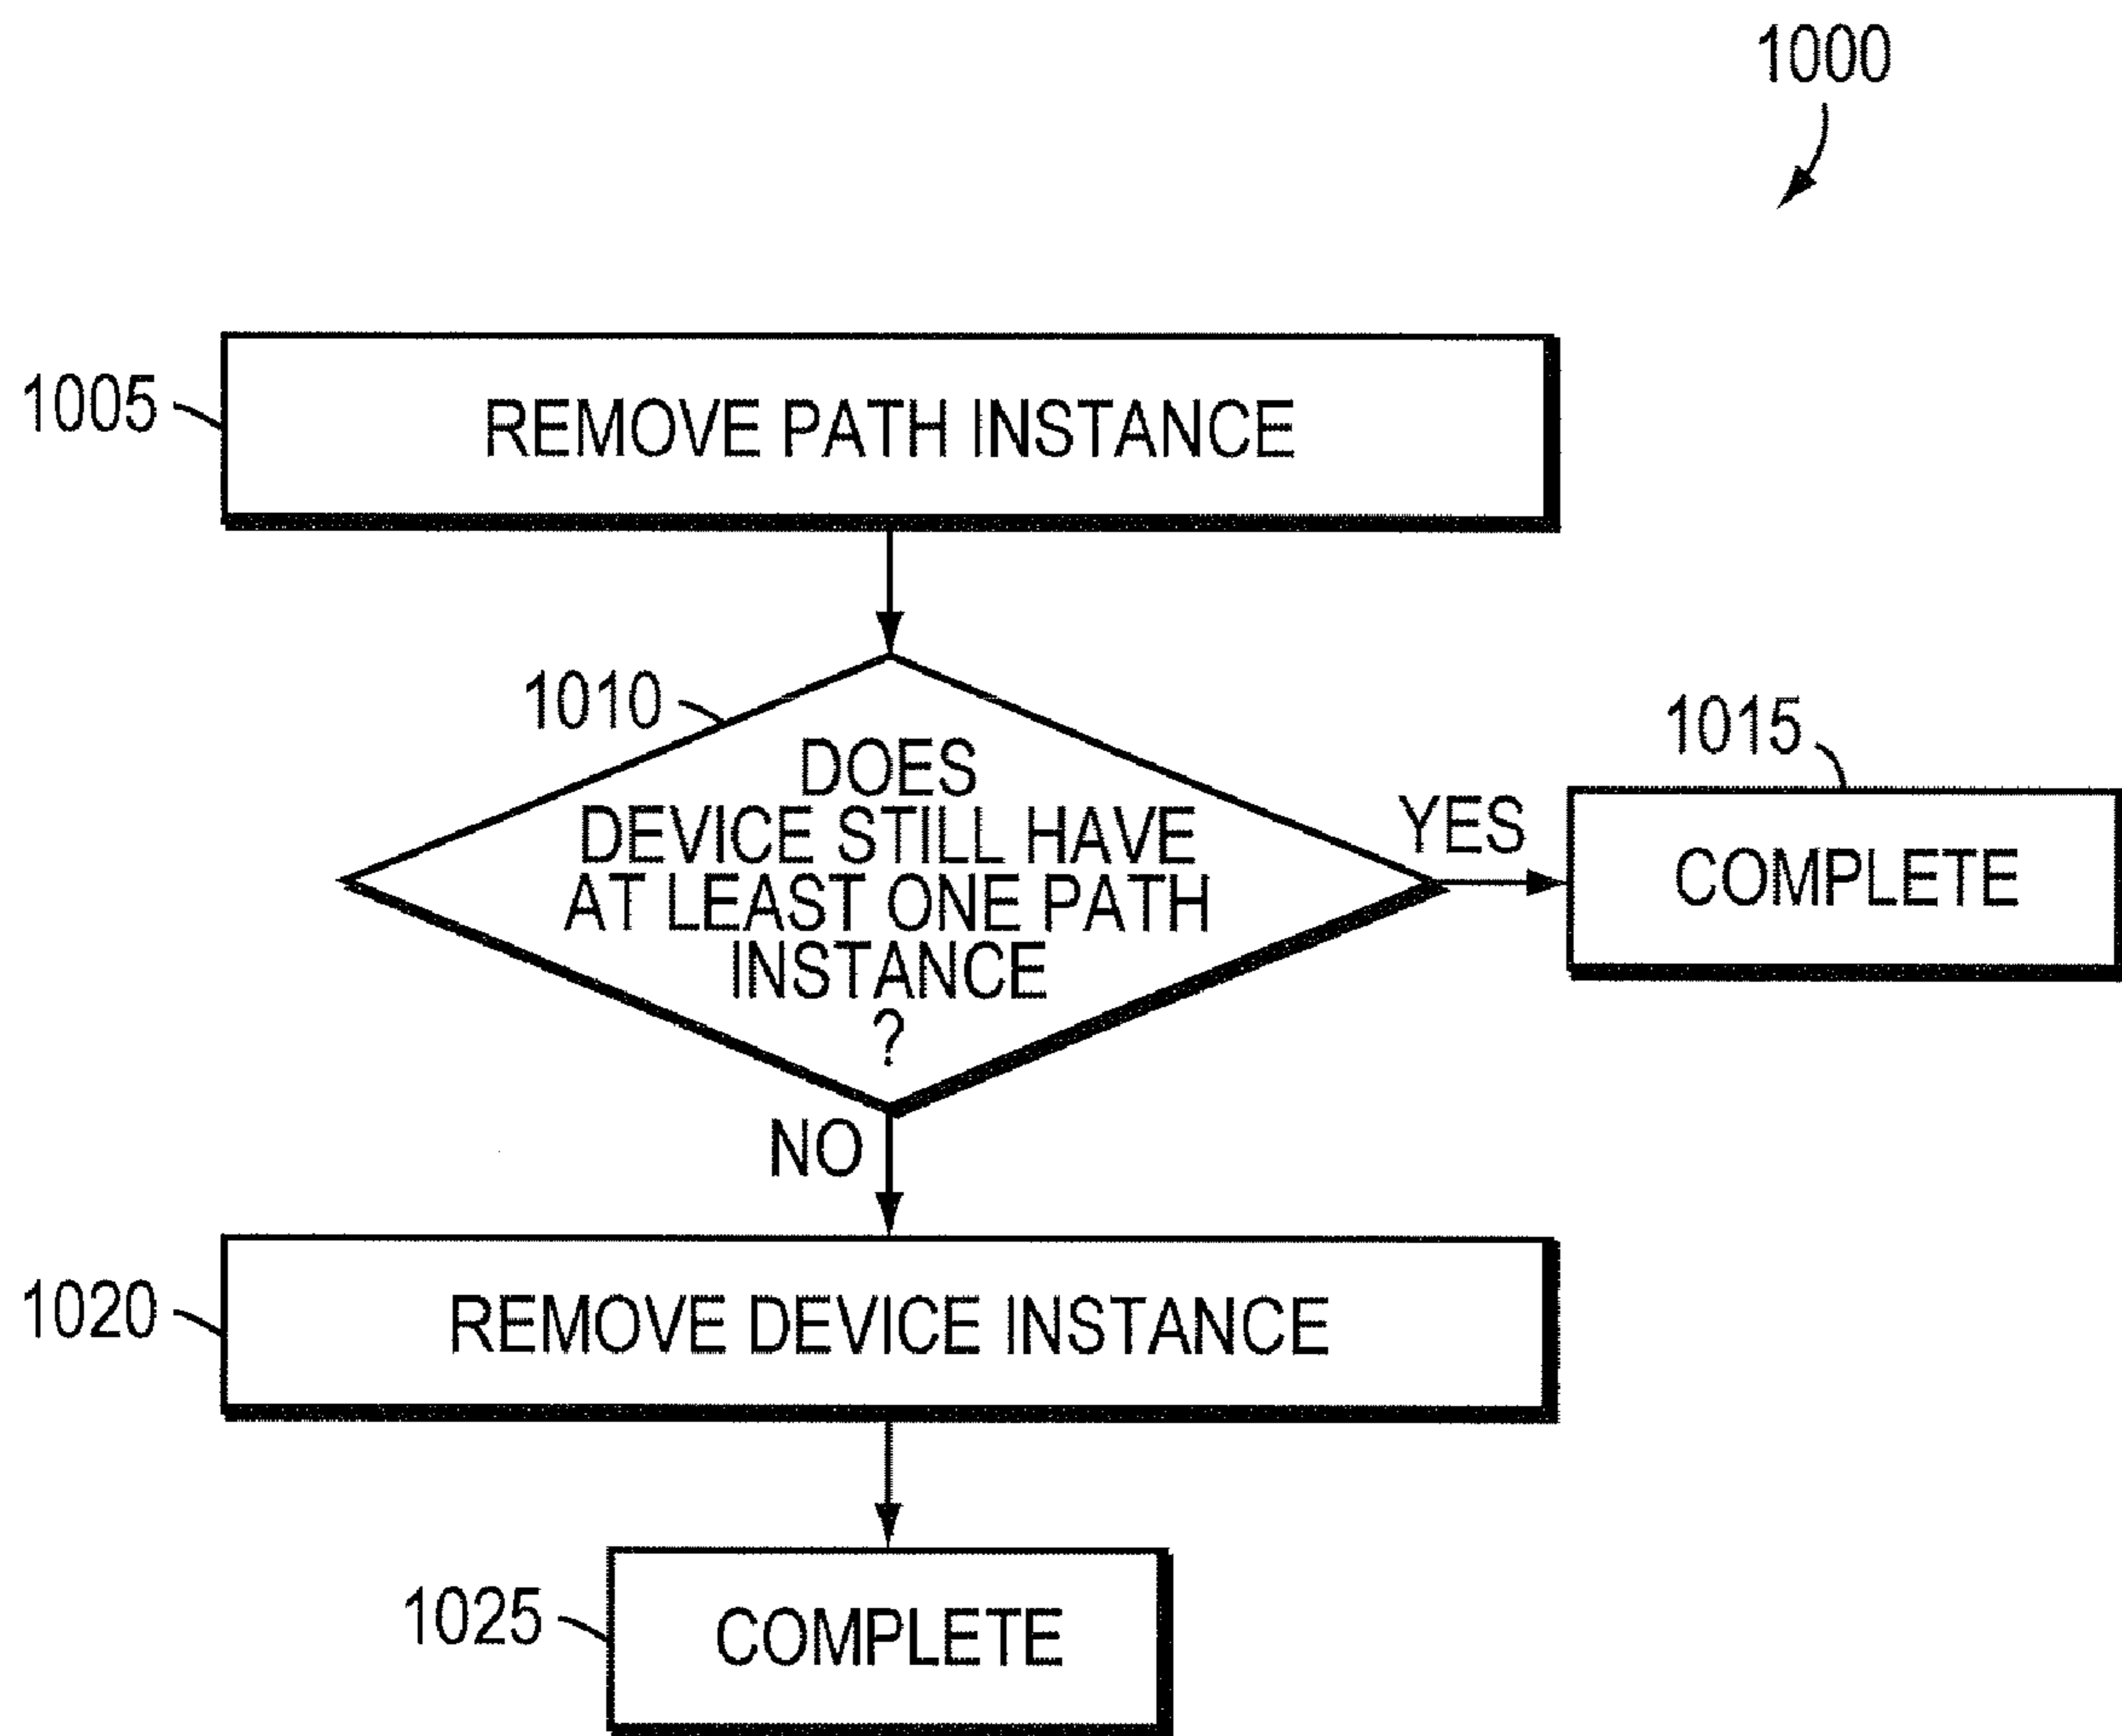 1000
1005
REMOVE PATH INSTANCE
1010
DOES
DEVICE STILL HAVE
AT LEAST ONE PATH
INSTANCE
?
YES
1015
COMPLETE
NO
1020
REMOVE DEVICE INSTANCE
1025
COMPLETE